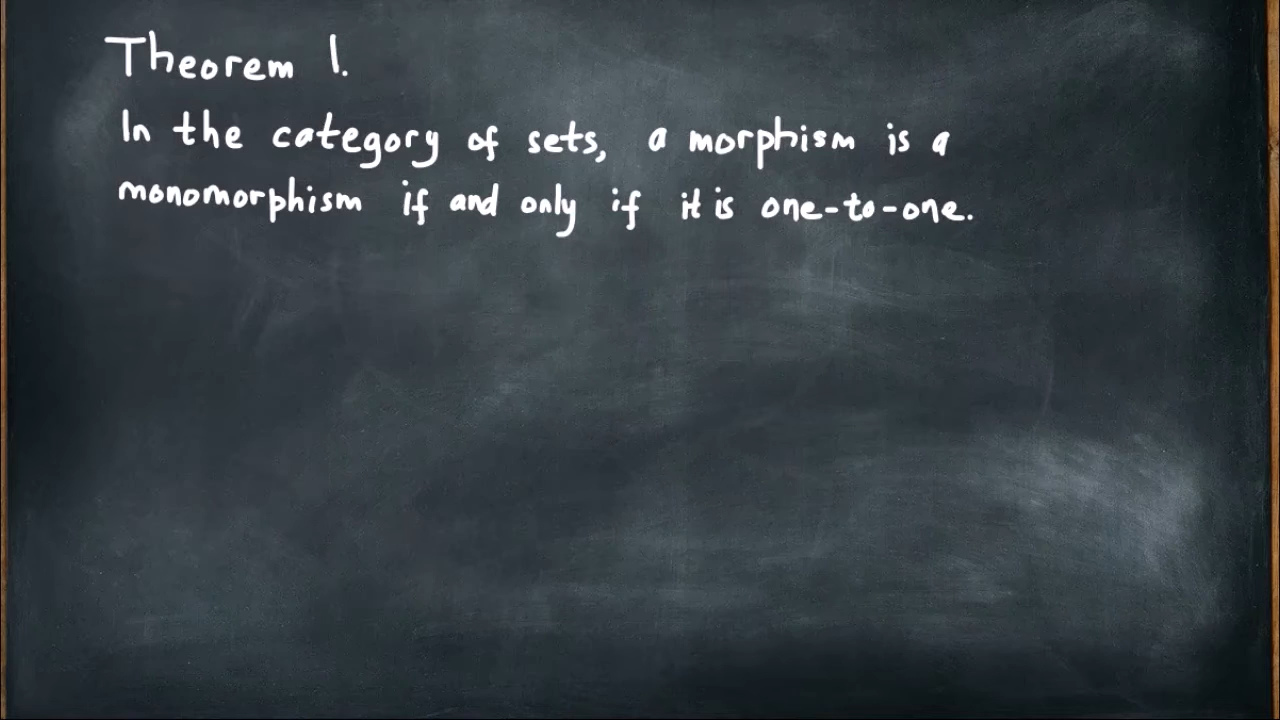 Theorem 1.
In the category of sets, a morphism is a
monomorphism if and only if it is one-to-one.